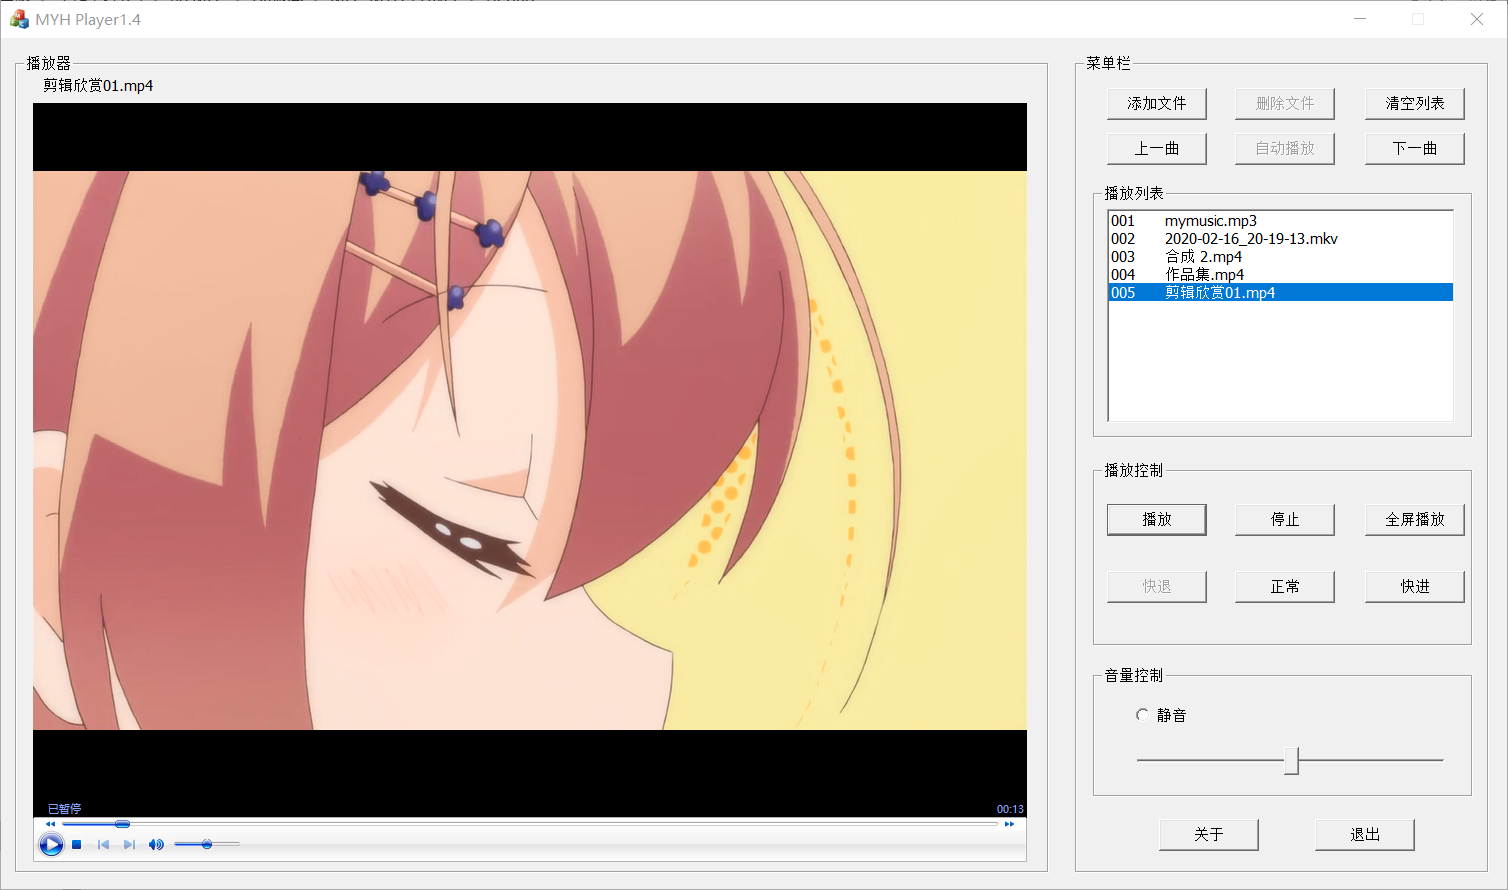 MYH Player1.4
播放器
剪辑欣赏01.mp4
已暂停
00:13
菜单栏
添加文件
删除文件
清空列表
上一曲
自动播放
下一曲
播放列表
001 mymusic.mp3
002 2020-02-16_20-19-13.mkv
003 合成 2.mp4
004 作品集.mp4
005 剪辑欣赏01.mp4
播放控制
播放
停止
全屏播放
快退
正常
快进
音量控制
静音
关于
退出